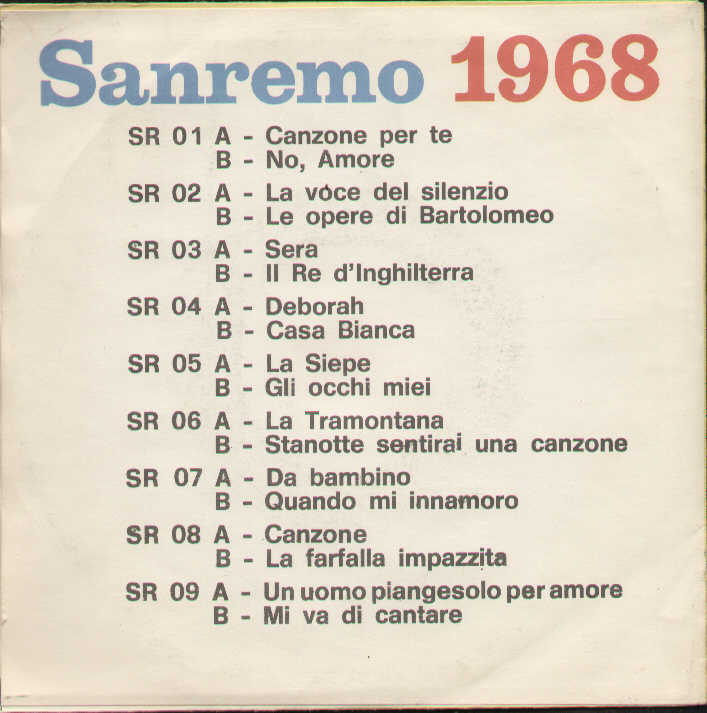 Sanremo 1968
SR 01 A - Canzone per te
B - No, Amore
SR 02 A - La voce del silenzio
B - Le opere di Bartolomeo
SR 03 A - Sera
B - Il Re d'Inghilterra
SR 04 A - Deborah
B - Casa Bianca
SR 05 A - La Siepe
B - Gli occhi miei
SR 06 A - La Tramontana
B - Stanotte sentirai una canzone
SR 07 A - Da bambino
B - Quando mi innamoro
SR 08 A - Canzone
B - La farfalla impazzita
SR 09 A - Un uomo piange solo per amore
B - Mi va di cantare